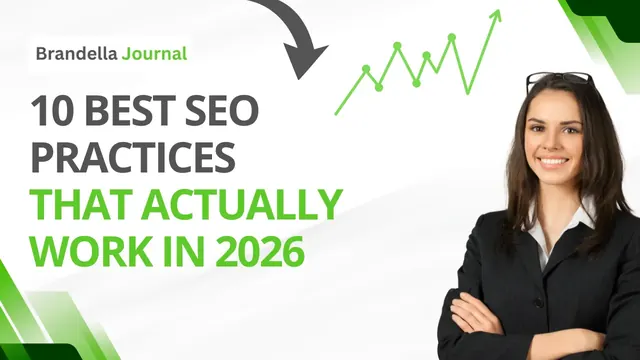 Brandella Journal
10 BEST SEO
PRACTICES
THAT ACTUALLY
WORK IN 2026